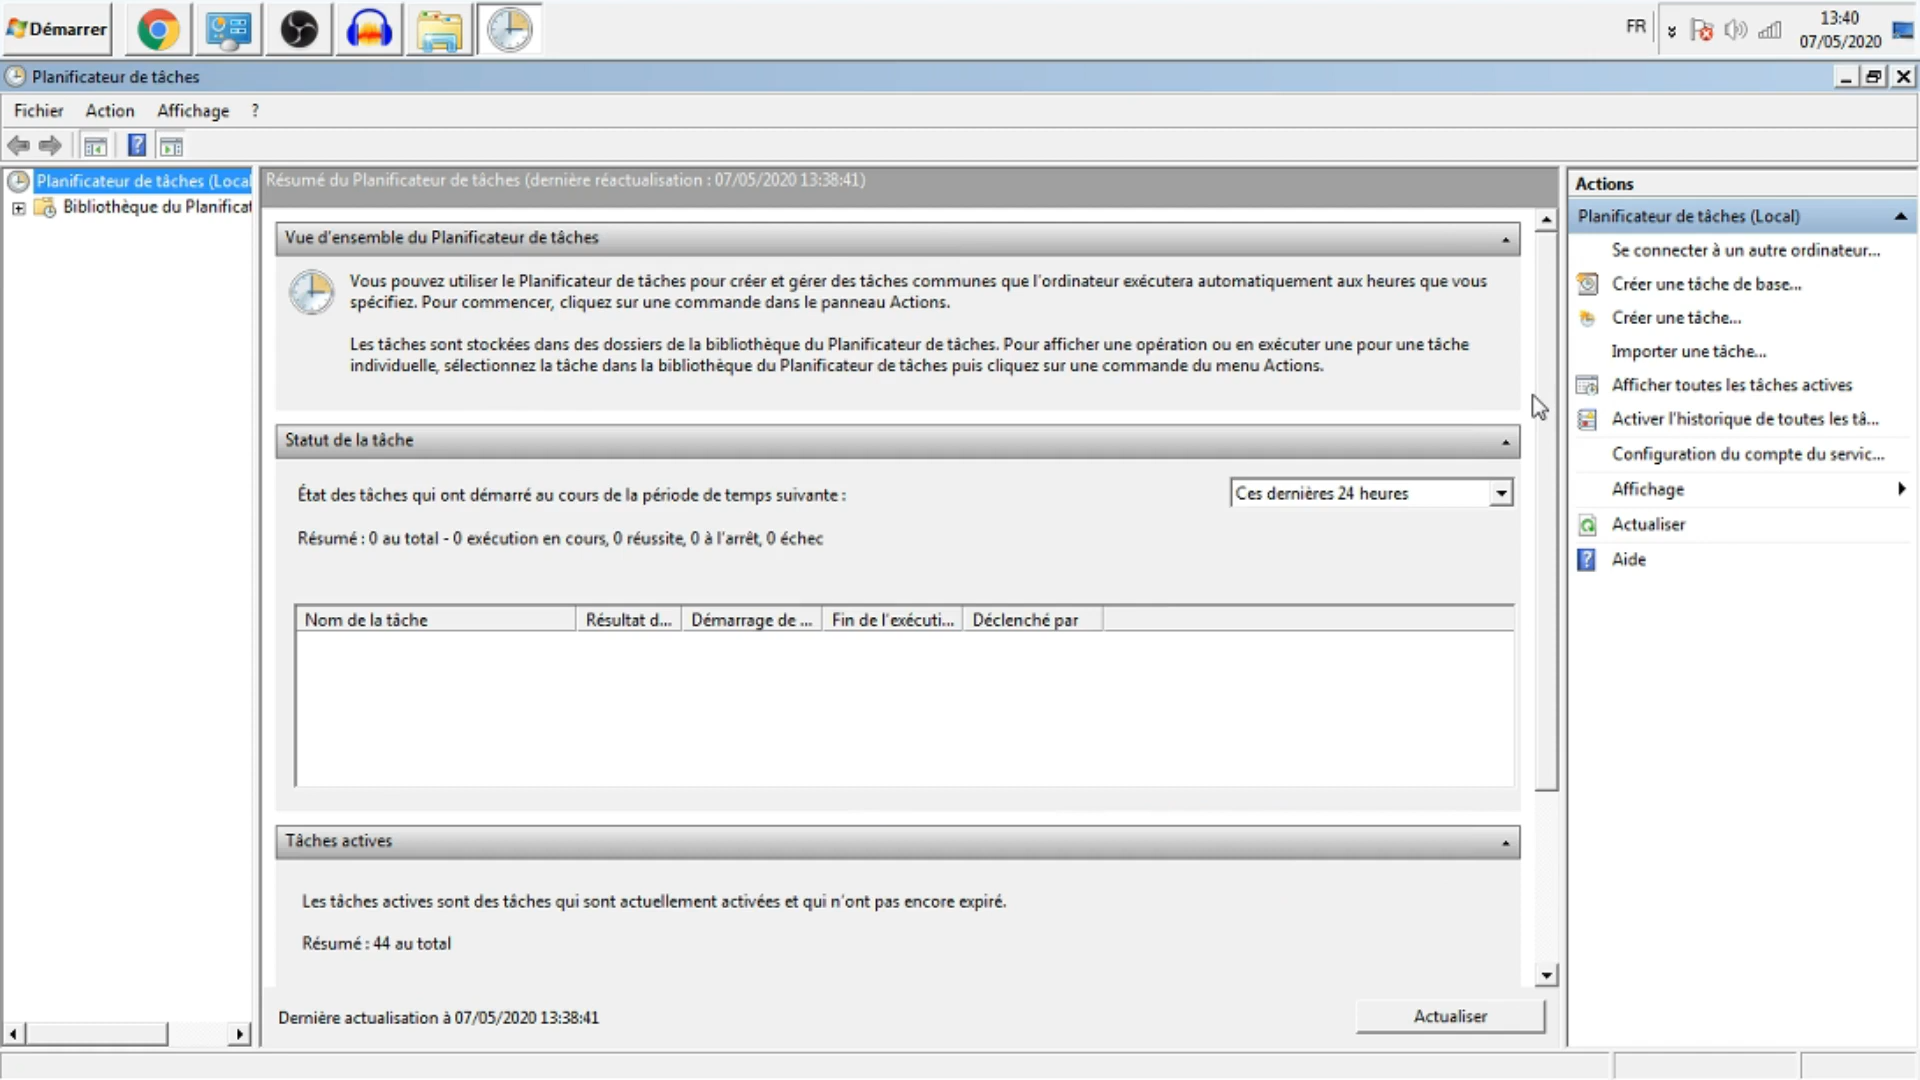 Démarrer
FR
13:40
07/05/2020
Planificateur de tâches
Fichier Action Affichage ?
Planificateur de tâches (Local
Bibliothèque du Planificat
Résumé du Planificateur de tâches (dernière réactualisation : 07/05/2020 13:38:41)
Vue d'ensemble du Planificateur de tâches
Vous pouvez utiliser le Planificateur de tâches pour créer et gérer des tâches communes que l'ordinateur exécutera automatiquement aux heures que vous
spécifiez. Pour commencer, cliquez sur une commande dans le panneau Actions.
Les tâches sont stockées dans des dossiers de la bibliothèque du Planificateur de tâches. Pour afficher une opération ou en exécuter une pour une tâche
individuelle, sélectionnez la tâche dans la bibliothèque du Planificateur de tâches puis cliquez sur une commande du menu Actions.
Statut de la tâche
État des tâches qui ont démarré au cours de la période de temps suivante :
Ces dernières 24 heures
Résumé : 0 au total - 0 exécution en cours, 0 réussite, 0 à l'arrêt, 0 échec
Nom de la tâche Résultat d... Démarrage de ... Fin de l'exécuti... Déclenché par
Tâches actives
Les tâches actives sont des tâches qui sont actuellement activées et qui n'ont pas encore expiré.
Résumé : 44 au total
Dernière actualisation à 07/05/2020 13:38:41
Actualiser
Actions
Planificateur de tâches (Local)
Se connecter à un autre ordinateur...
Créer une tâche de base...
Créer une tâche...
Importer une tâche...
Afficher toutes les tâches actives
Activer l'historique de toutes les tâ...
Configuration du compte du servic...
Affichage
Actualiser
Aide